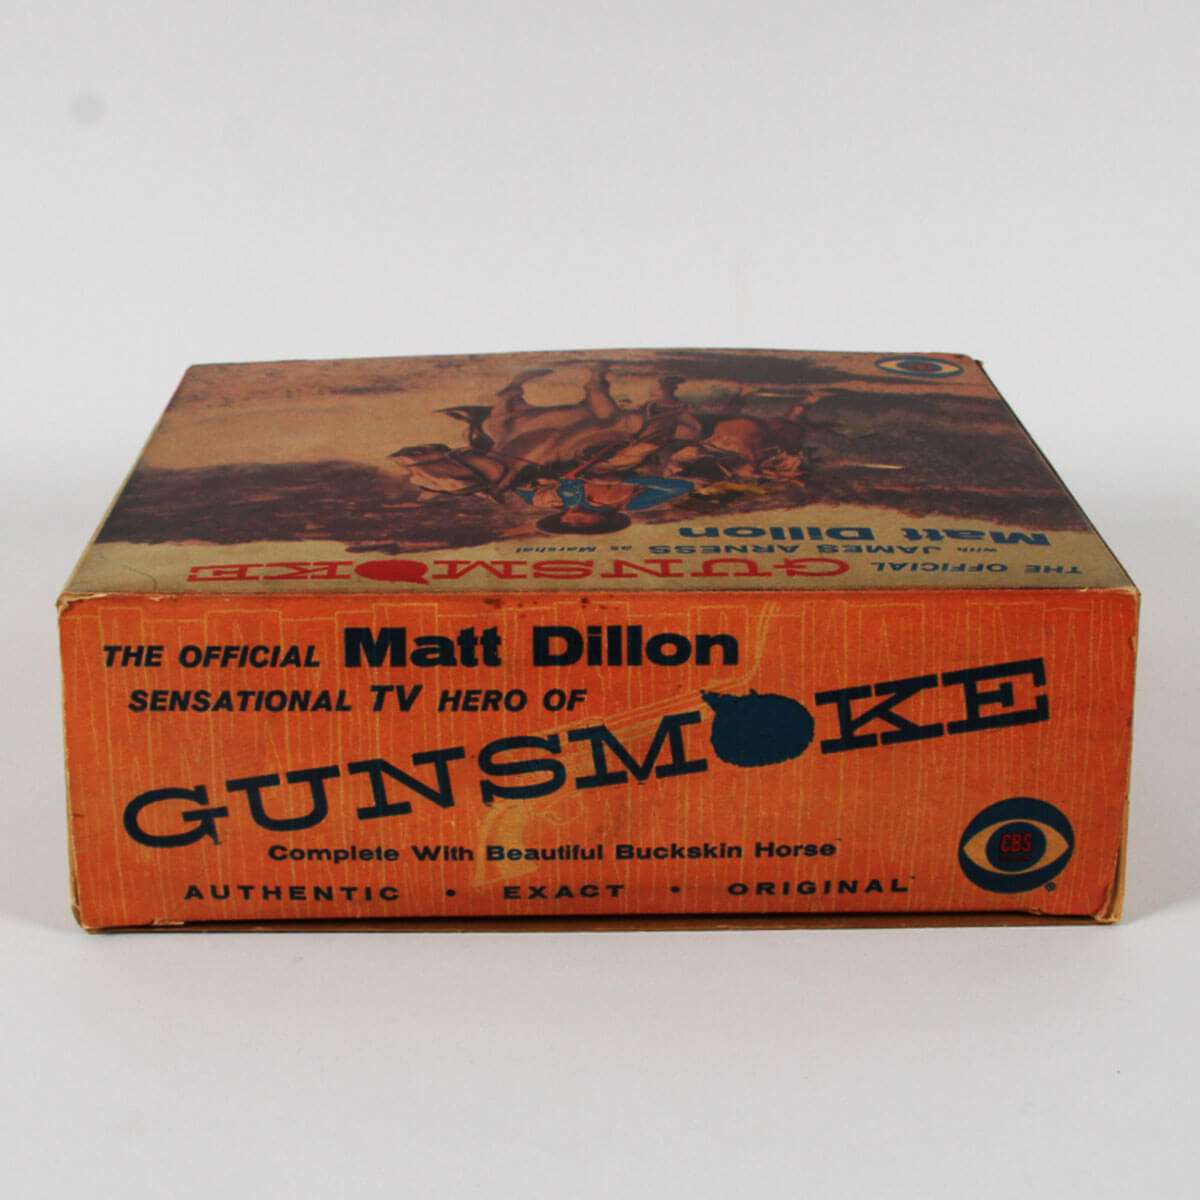 THE OFFICIAL GUNSMOKE
with JAMES ARNESS as Marshal
Matt Dillon
CBS
THE OFFICIAL Matt Dillon
SENSATIONAL TV HERO OF
GUNSMOKE
Complete With Beautiful Buckskin Horse
AUTHENTIC • EXACT • ORIGINAL
CBS
®